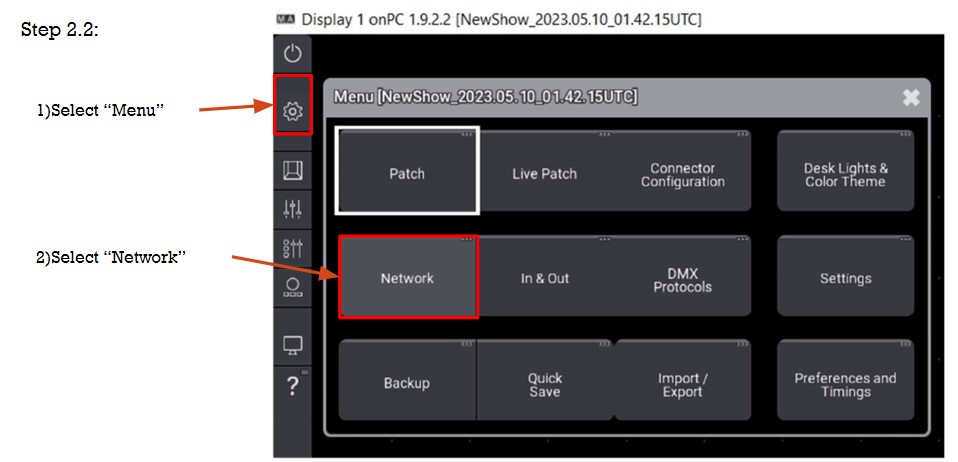 MA Display 1 onPC 1.9.2.2 [NewShow_2023.05.10_01.42.15UTC]
Step 2.2:
Menu [NewShow_2023.05.10_01.42.15UTC]
1)Select “Menu”
Patch
Live Patch
Connector
Configuration
Desk Lights &
Color Theme
2)Select “Network”
Network
In & Out
DMX
Protocols
Settings
Backup
Quick
Save
Import /
Export
Preferences and
Timings
?